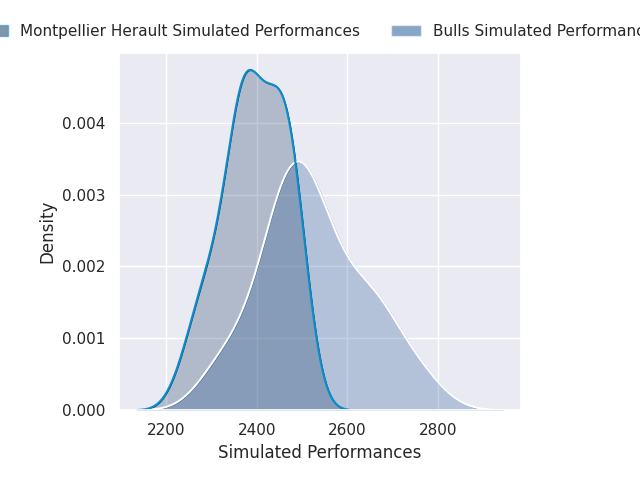 Montpellier Herault Simulated Performances Bulls Simulated
Density
0.004
0.003
0.002
0.001
0.000
2200 2400 2600 2800
Simulated Performances